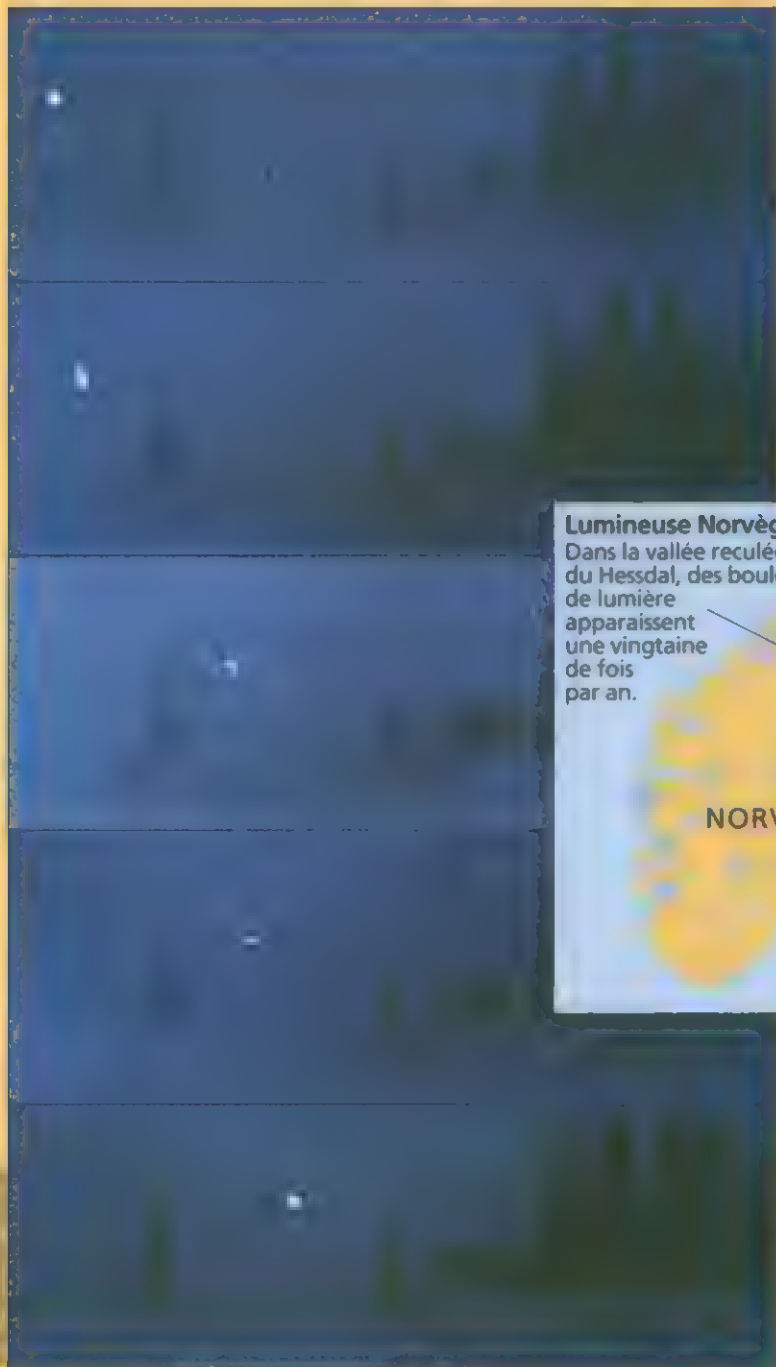 Lumineuse Norvèg
Dans la vallée reculée
du Hessdal, des boul
de lumière
apparaissent
une vingtaine
de fois
par an.
NORV